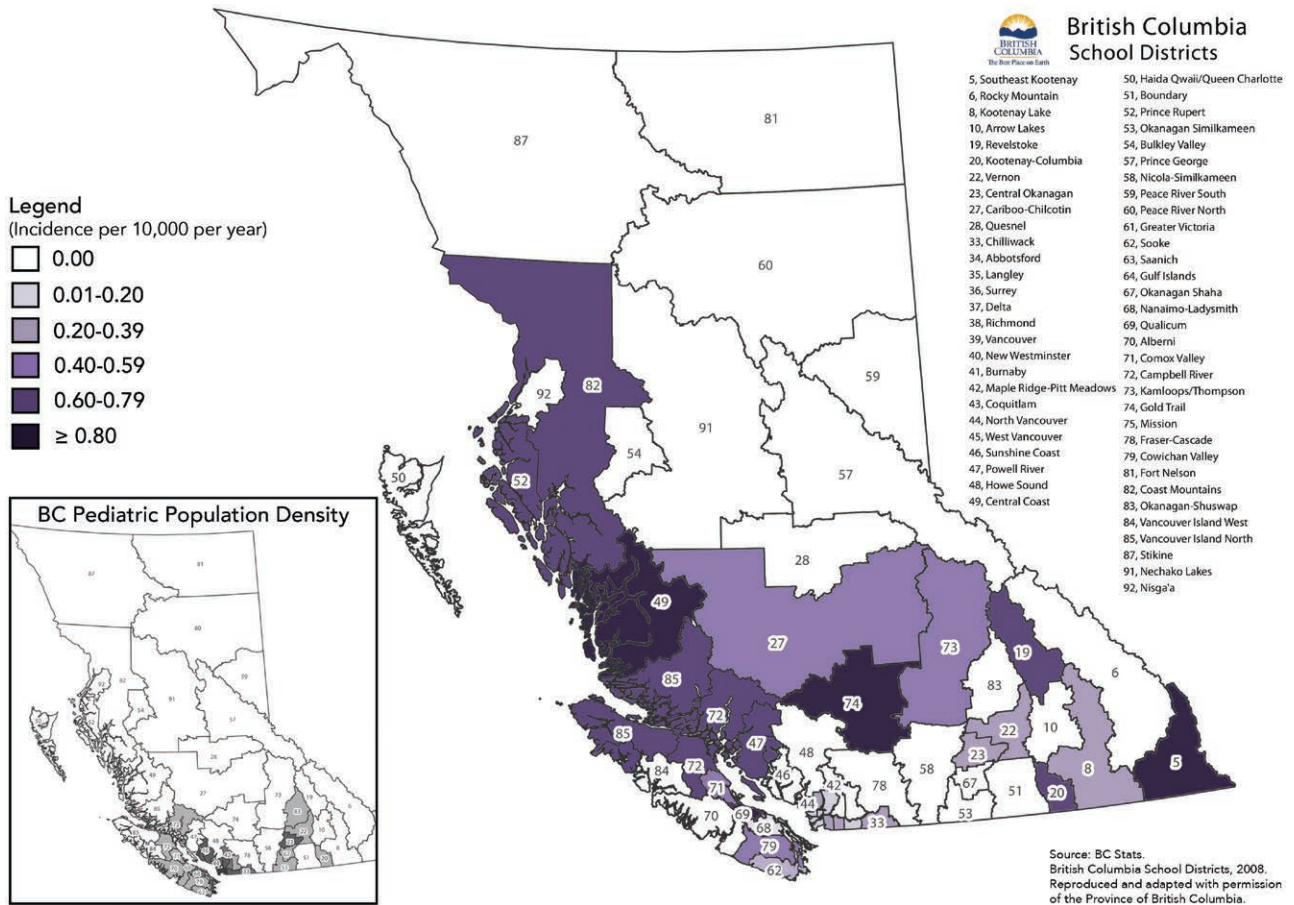 BRITISH
COLUMBIA
The Best Place on Earth
British Columbia
School Districts
5, Southeast Kootenay
6, Rocky Mountain
8, Kootenay Lake
10, Arrow Lakes
19, Revelstoke
20, Kootenay-Columbia
22, Vernon
23, Central Okanagan
27, Cariboo-Chilcotin
28, Quesnel
33, Chilliwack
34, Abbotsford
35, Langley
36, Surrey
37, Delta
38, Richmond
39, Vancouver
40, New Westminster
41, Burnaby
42, Maple Ridge-Pitt Meadows
43, Coquitlam
44, North Vancouver
45, West Vancouver
46, Sunshine Coast
47, Powell River
48, Howe Sound
49, Central Coast
50, Haida Qwaii/Queen Charlotte
51, Boundary
52, Prince Rupert
53, Okanagan Similkameen
54, Bulkley Valley
57, Prince George
58, Nicola-Similkameen
59, Peace River South
60, Peace River North
61, Greater Victoria
62, Sooke
63, Saanich
64, Gulf Islands
67, Okanagan Shaha
68, Nanaimo-Ladysmith
69, Qualicum
70, Alberni
71, Comox Valley
72, Campbell River
73, Kamloops/Thompson
74, Gold Trail
75, Mission
78, Fraser-Cascade
79, Cowichan Valley
81, Fort Nelson
82, Coast Mountains
83, Okanagan-Shuswap
84, Vancouver Island West
85, Vancouver Island North
87, Stikine
91, Nechako Lakes
92, Nisga'a
Legend
(Incidence per 10,000 per year)
0.00
0.01-0.20
0.20-0.39
0.40-0.59
0.60-0.79
≥ 0.80
87
81
60
59
82
92
91
54
57
52
50
28
49
27
73
19
6
85
83
74
72
10
22
5
85
47
48
23
8
72
84
46
42
78
58
67
51
20
71
44
70
69
68
33
53
79
62
BC Pediatric Population Density
87
81
60
59
92
82
91
54
57
28
49
27
73
6
Source: BC Stats.
British Columbia School Districts, 2008.
Reproduced and adapted with permission
of the Province of British Columbia.